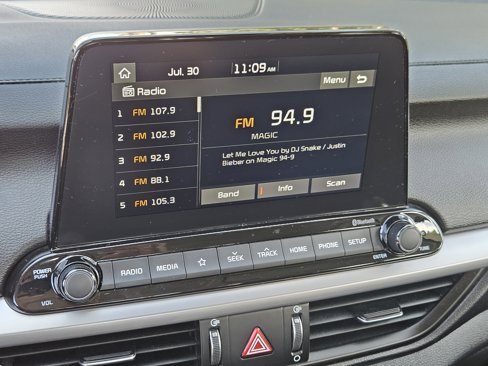 Jul. 30 11:09 AM
Radio Menu
1 FM 107.9
2 FM 102.9
3 FM 92.9
4 FM 88.1
5 FM 105.3
FM 94.9
MAGIC
Let Me Love You by DJ Snake / Justin
Bieber on Magic 94-9
Band Info Scan
Bluetooth
POWER
PUSH
VOL
RADIO MEDIA SEEK TRACK HOME PHONE SETUP
ENTER